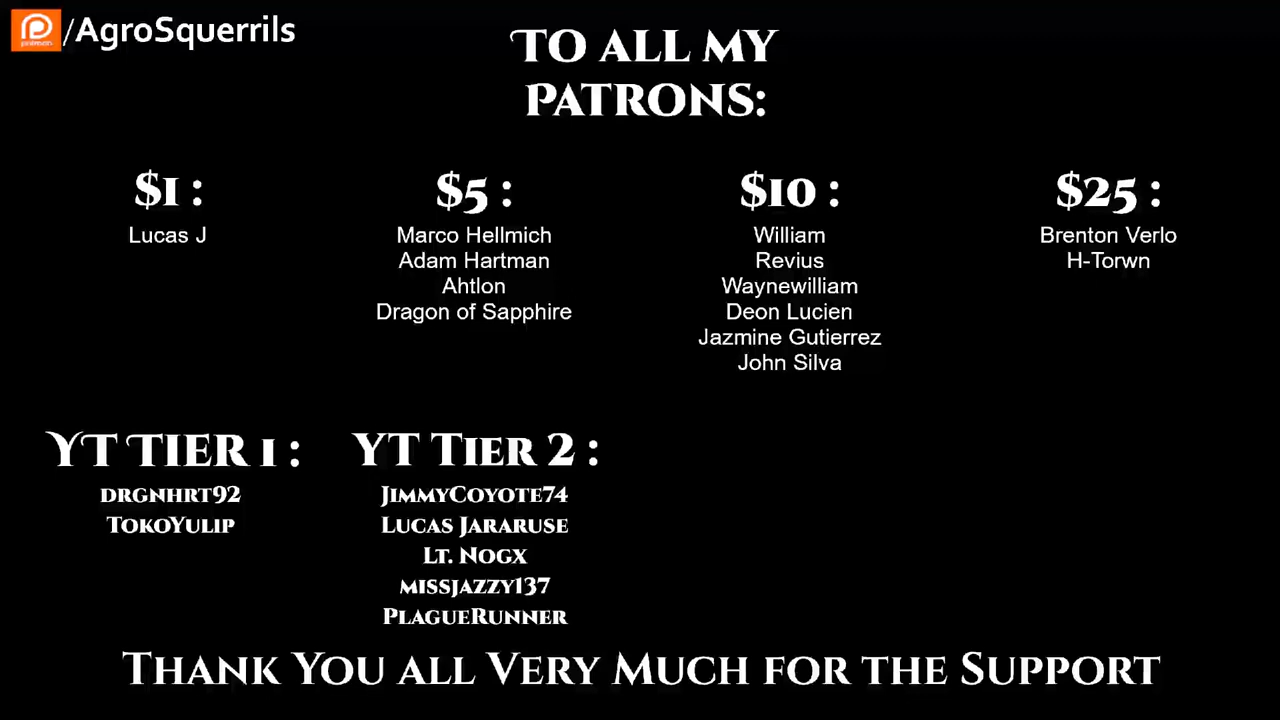 /AgroSquerrils
To all my
Patrons:
$1 :
Lucas J
$5 :
Marco Hellmich
Adam Hartman
Ahtlon
Dragon of Sapphire
$10 :
William
Revius
Waynewilliam
Deon Lucien
Jazmine Gutierrez
John Silva
$25 :
Brenton Verlo
H-Torwn
YT Tier 1 :
drgnhrt92
TokoYulip
YT Tier 2 :
JimmyCoyote74
Lucas Jararuse
Lt. Nogx
missjazzy137
PlagueRunner
Thank You all Very Much for the Support